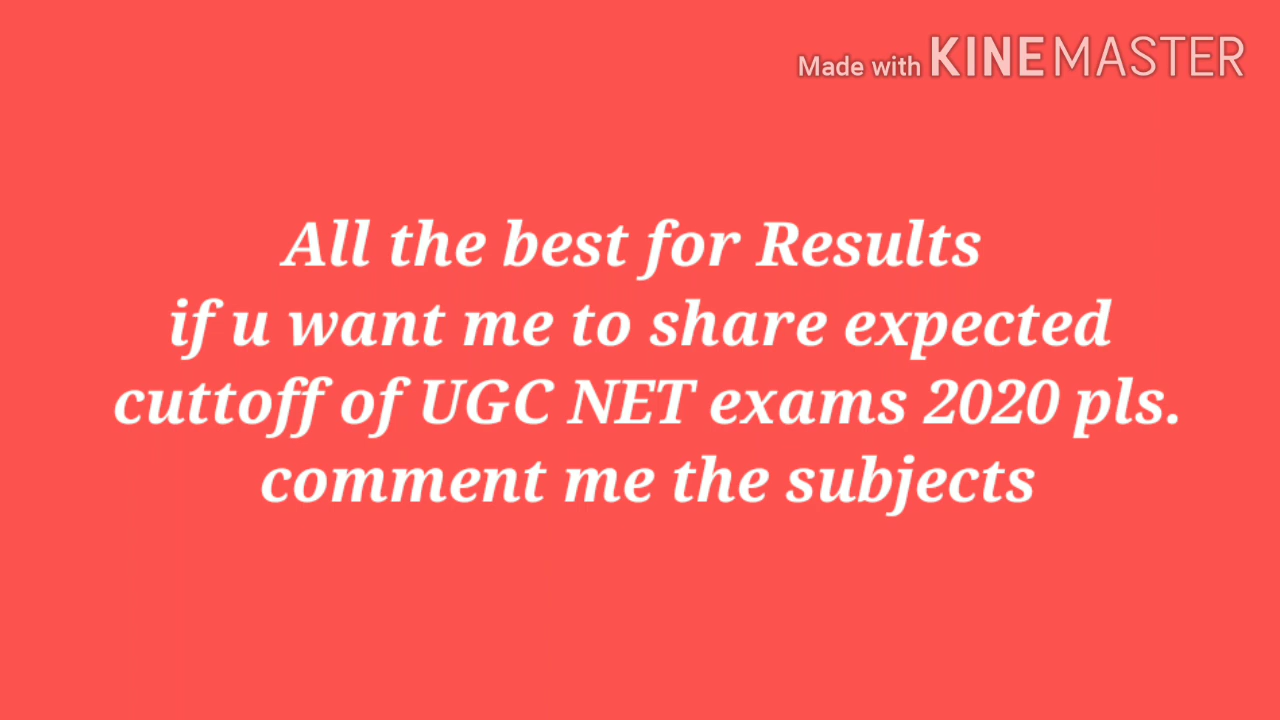 Made with KINEMASTER
All the best for Results
if u want me to share expected
cuttoff of UGC NET exams 2020 pls.
comment me the subjects